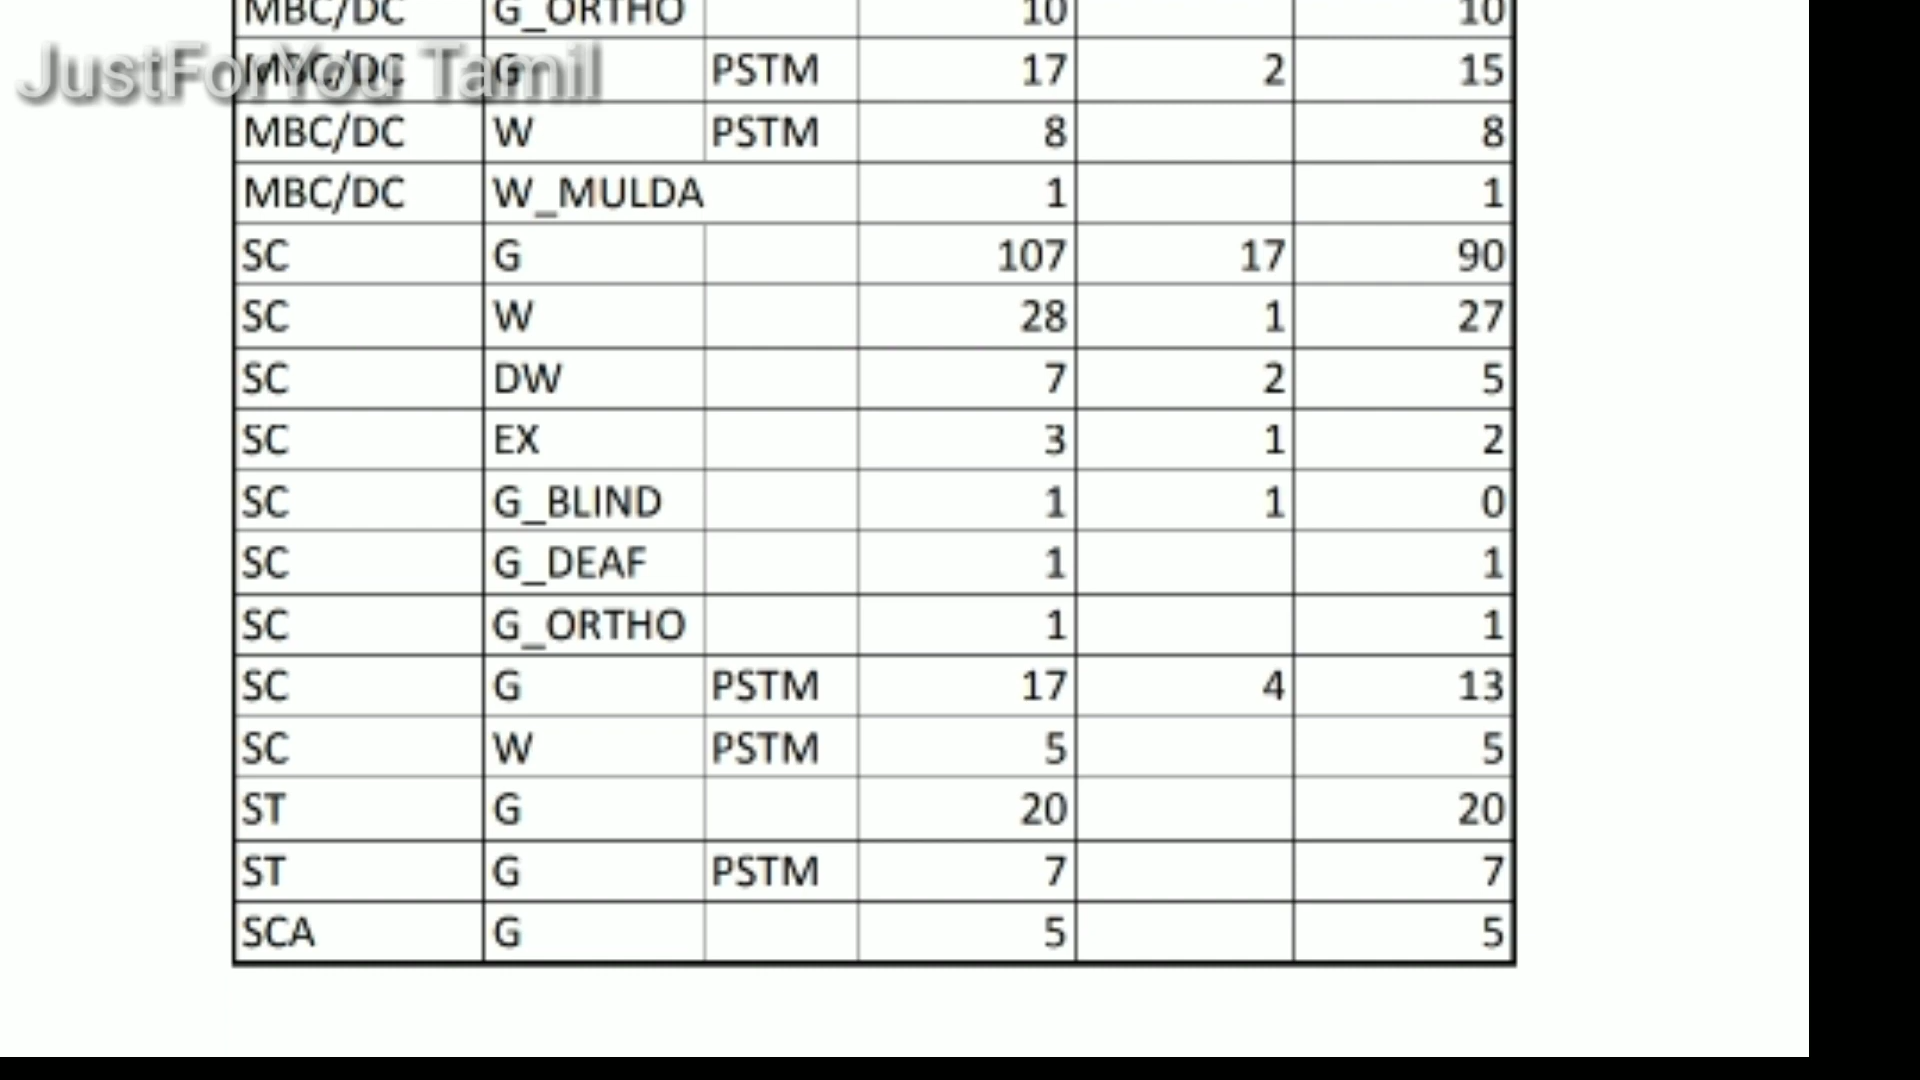 MBC/DC G_ORTHO 10 10
JustForYou Tamil
MBC/DC G PSTM 17 2 15
MBC/DC W PSTM 8 8
MBC/DC W_MULDA 1 1
SC G 107 17 90
SC W 28 1 27
SC DW 7 2 5
SC EX 3 1 2
SC G_BLIND 1 1 0
SC G_DEAF 1 1
SC G_ORTHO 1 1
SC G PSTM 17 4 13
SC W PSTM 5 5
ST G 20 20
ST G PSTM 7 7
SCA G 5 5